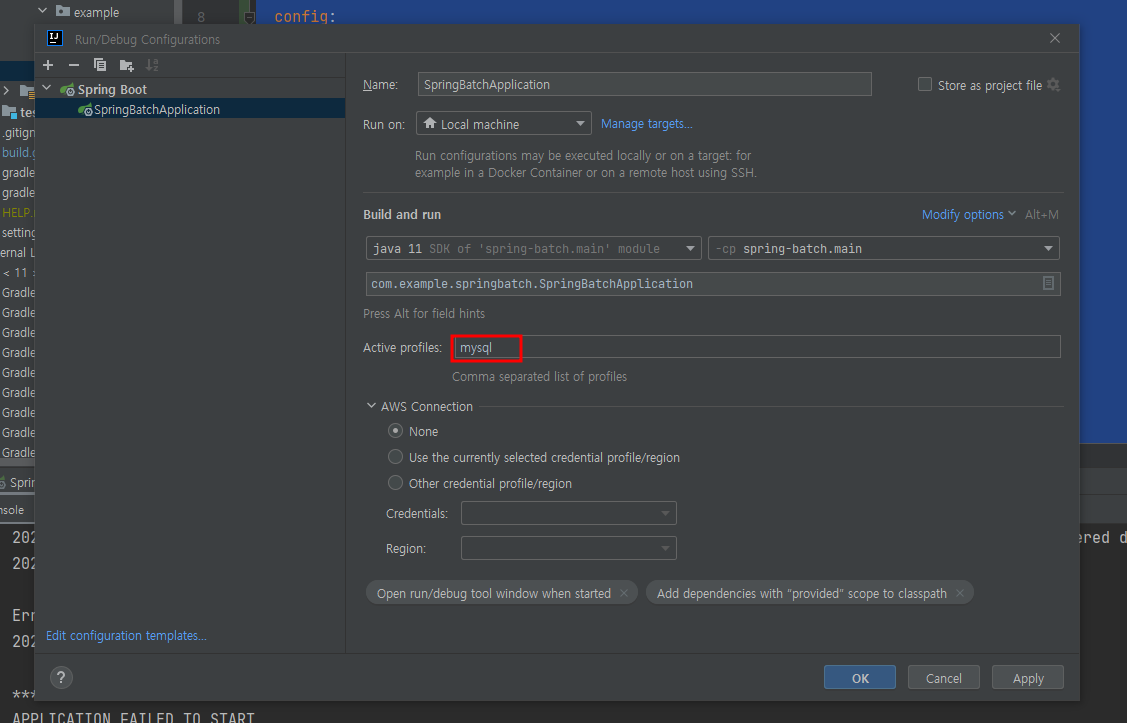 example
8 config:
Run/Debug Configurations
Spring Boot
SpringBatchApplication
Name: SpringBatchApplication
Store as project file
Run on: Local machine
Manage targets...
Run configurations may be executed locally or on a target: for
example in a Docker Container or on a remote host using SSH.
Build and run
Modify options Alt+M
java 11 SDK of 'spring-batch.main' module
-cp spring-batch.main
com.example.springbatch.SpringBatchApplication
Press Alt for field hints
Active profiles: mysql
Comma separated list of profiles
AWS Connection
None
Use the currently selected credential profile/region
Other credential profile/region
Credentials:
Region:
Open run/debug tool window when started
Add dependencies with “provided” scope to classpath
Edit configuration templates...
?
OK
Cancel
Apply
tes
.gitign
build.g
gradle
gradle
HELP.
setting
ernal L
< 11
Gradle
Gradle
Gradle
Gradle
Gradle
Gradle
Gradle
Gradle
Gradle
Sprin
nsole
202
ered d
202
Err
202
***
APPLICATION FAILED TO START